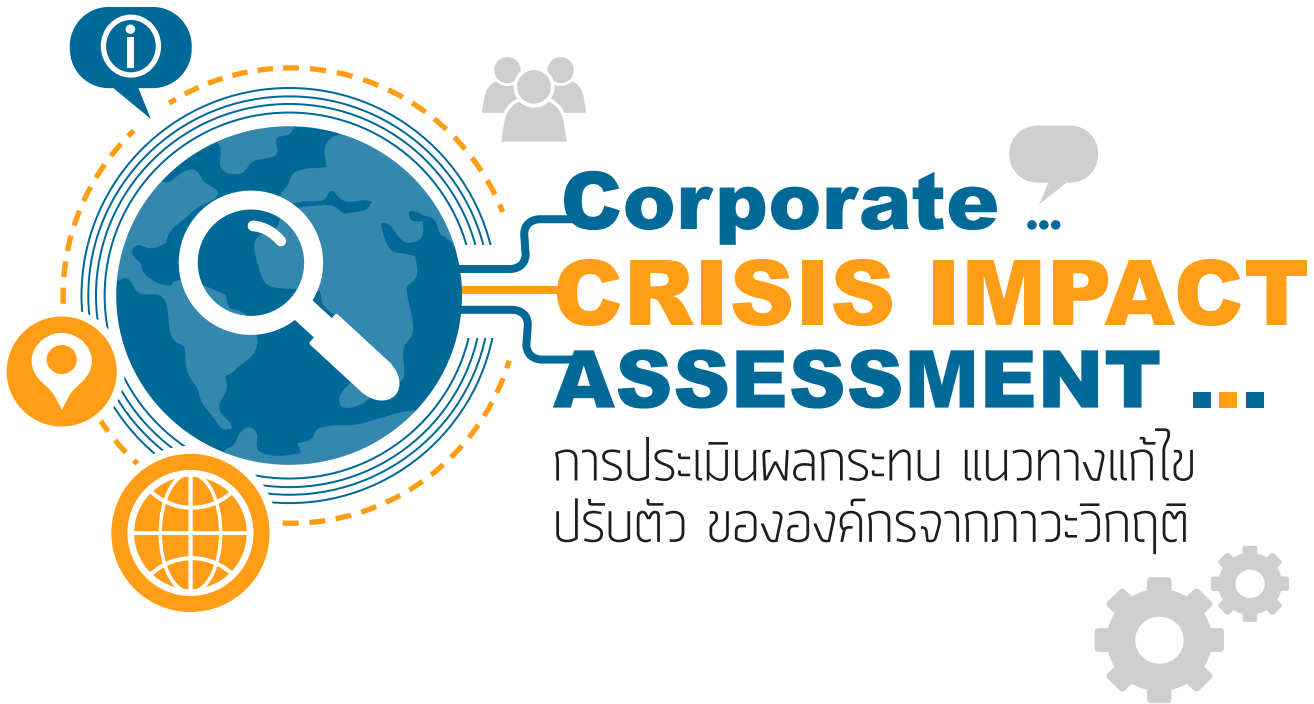 i
Corporate ...
CRISIS IMPACT
ASSESSMENT ...
การประเมินผลกระทบ แนวทางแก้ไข
ปรับตัว ขององค์กรจากภาวะวิกฤติ